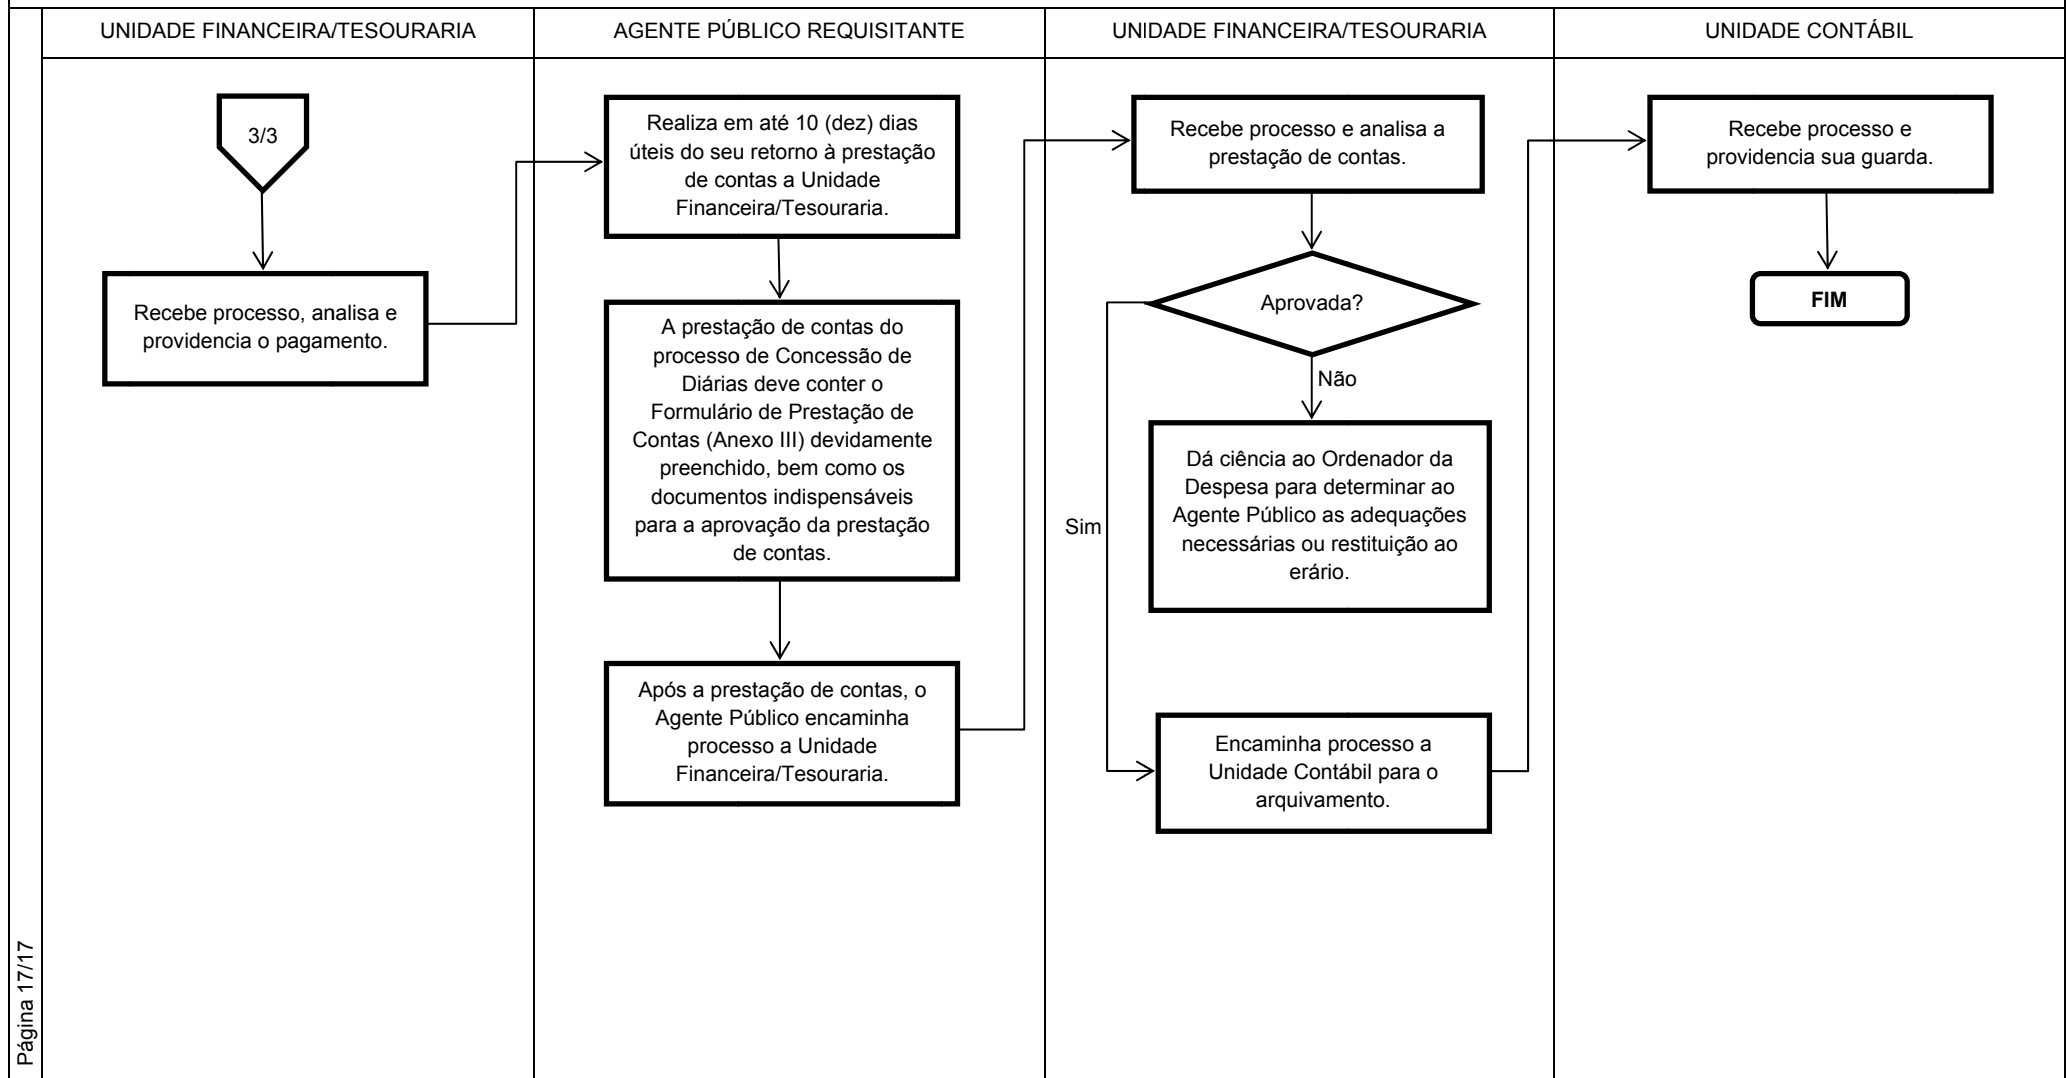 UNIDADE FINANCEIRA/TESOURARIA
AGENTE PÚBLICO REQUISITANTE
UNIDADE FINANCEIRA/TESOURARIA
UNIDADE CONTÁBIL
3/3
Recebe processo, analisa e
providencia o pagamento.
Realiza em até 10 (dez) dias
úteis do seu retorno à prestação
de contas a Unidade
Financeira/Tesouraria.
A prestação de contas do
processo de Concessão de
Diárias deve conter o
Formulário de Prestação de
Contas (Anexo III) devidamente
preenchido, bem como os
documentos indispensáveis
para a aprovação da prestação
de contas.
Após a prestação de contas, o
Agente Público encaminha
processo a Unidade
Financeira/Tesouraria.
Recebe processo e analisa a
prestação de contas.
Aprovada?
Não
Dá ciência ao Ordenador da
Despesa para determinar ao
Agente Público as adequações
necessárias ou restituição ao
erário.
Sim
Encaminha processo a
Unidade Contábil para o
arquivamento.
Recebe processo e
providencia sua guarda.
FIM
Página 17/17